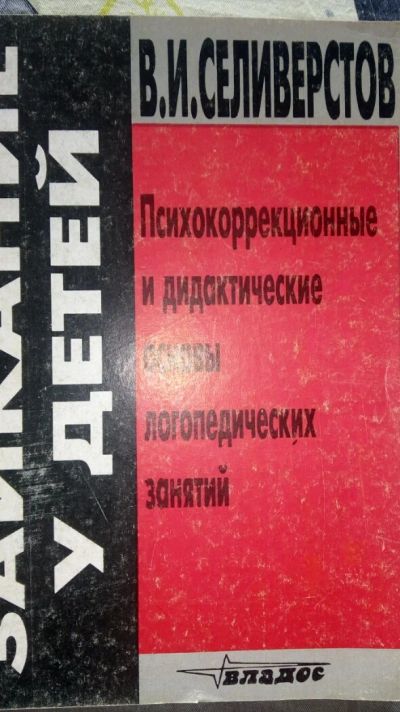 В.И.СЕЛИВЕРСТОВ
ЗАИКАНИЕ
У ДЕТЕЙ
Психокоррекционные
и дидактические
основы
логопедических
занятий
владос